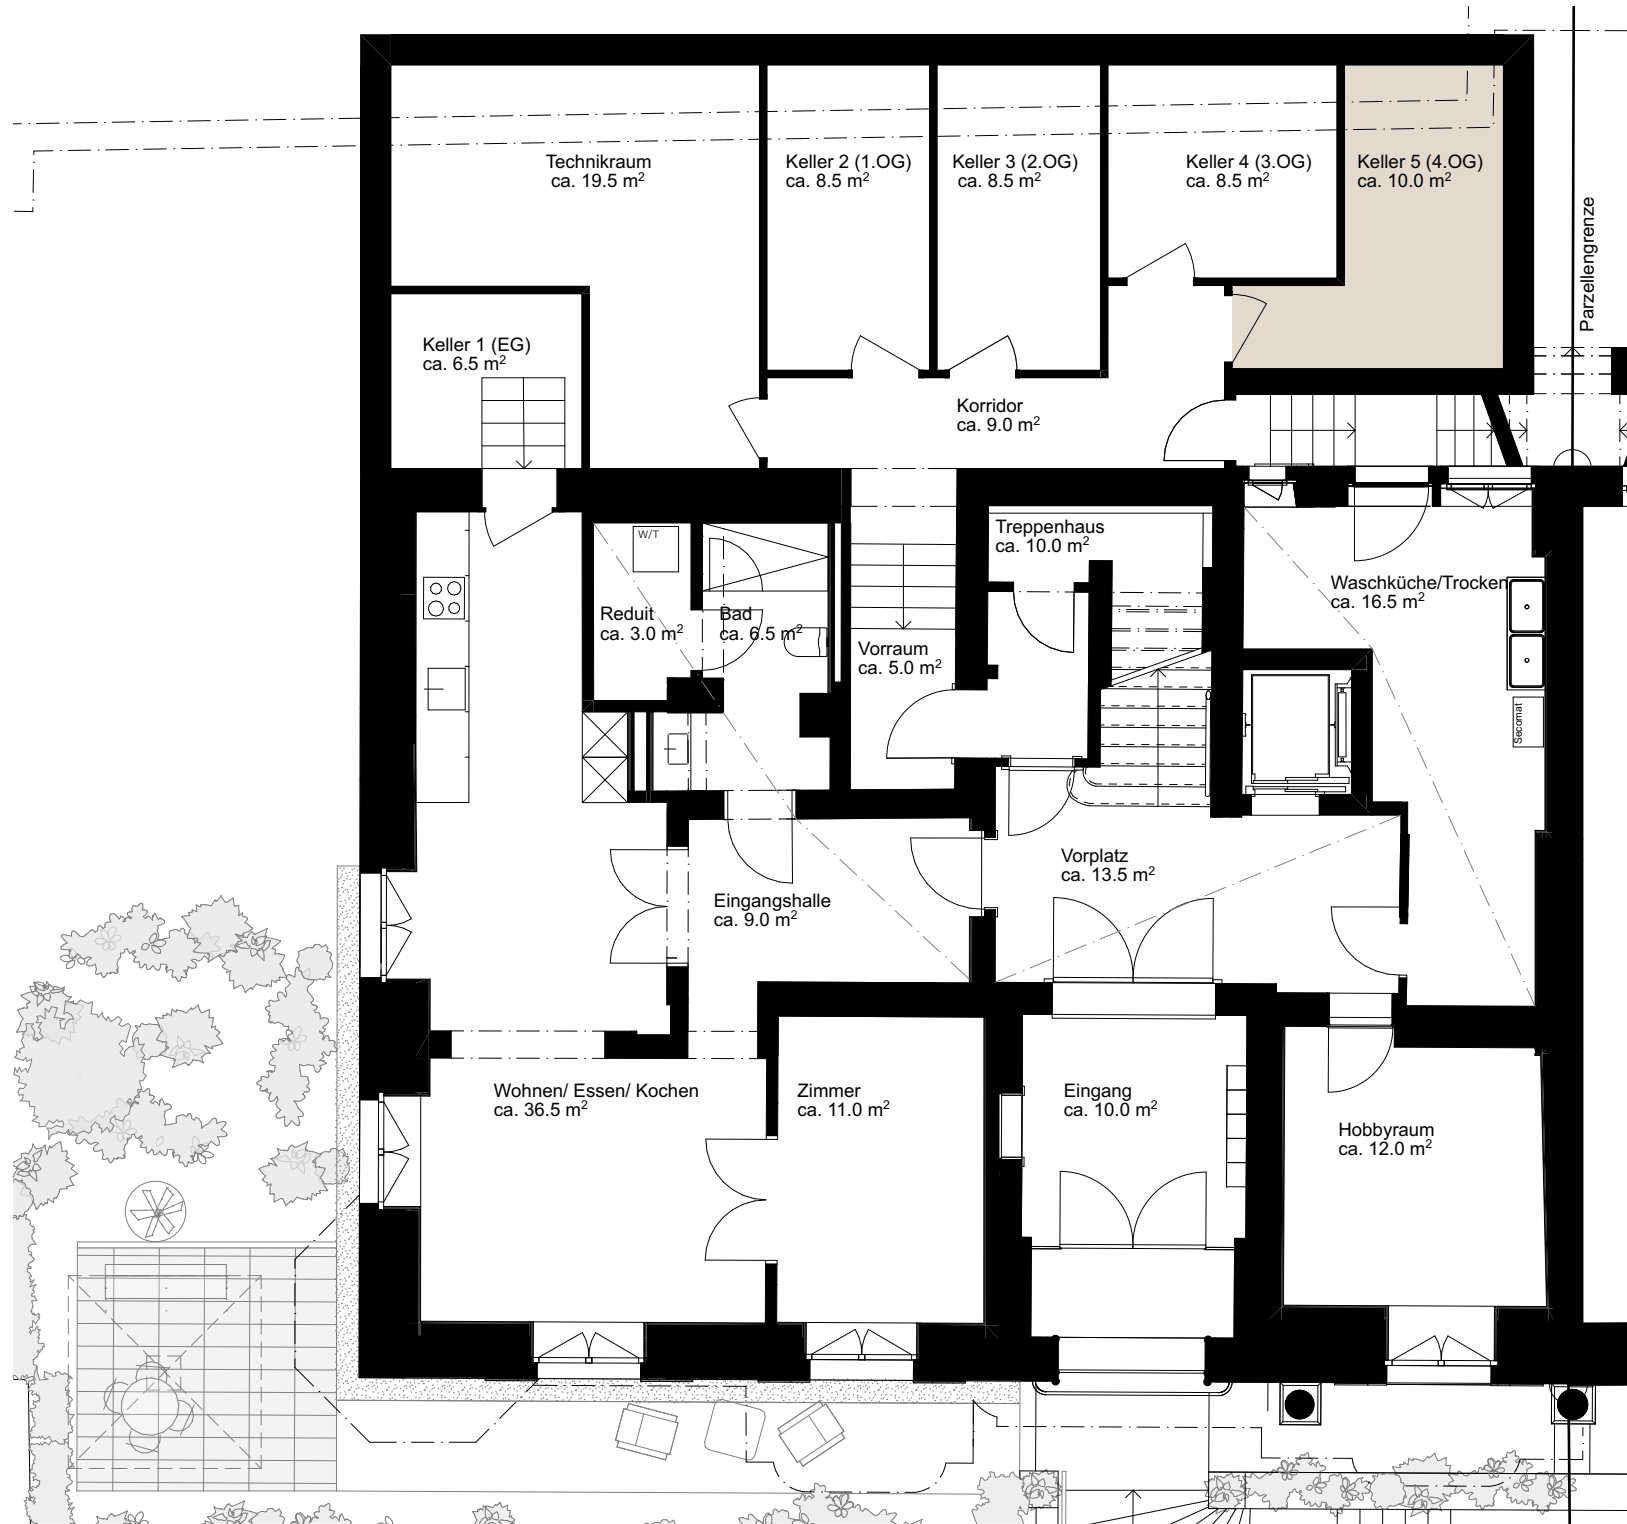 Technikraum
ca. 19.5 m²
Keller 2 (1.OG)
ca. 8.5 m²
Keller 3 (2.OG)
ca. 8.5 m²
Keller 4 (3.OG)
ca. 8.5 m²
Keller 5 (4.OG)
ca. 10.0 m²
Parzellengrenze
Keller 1 (EG)
ca. 6.5 m²
Korridor
ca. 9.0 m²
W/T
Treppenhaus
ca. 10.0 m²
Waschküche/Trocken
ca. 16.5 m²
Reduit
ca. 3.0 m²
Bad
ca. 6.5 m²
Vorraum
ca. 5.0 m²
Secomat
Vorplatz
ca. 13.5 m²
Eingangshalle
ca. 9.0 m²
Wohnen/ Essen/ Kochen
ca. 36.5 m²
Zimmer
ca. 11.0 m²
Eingang
ca. 10.0 m²
Hobbyraum
ca. 12.0 m²